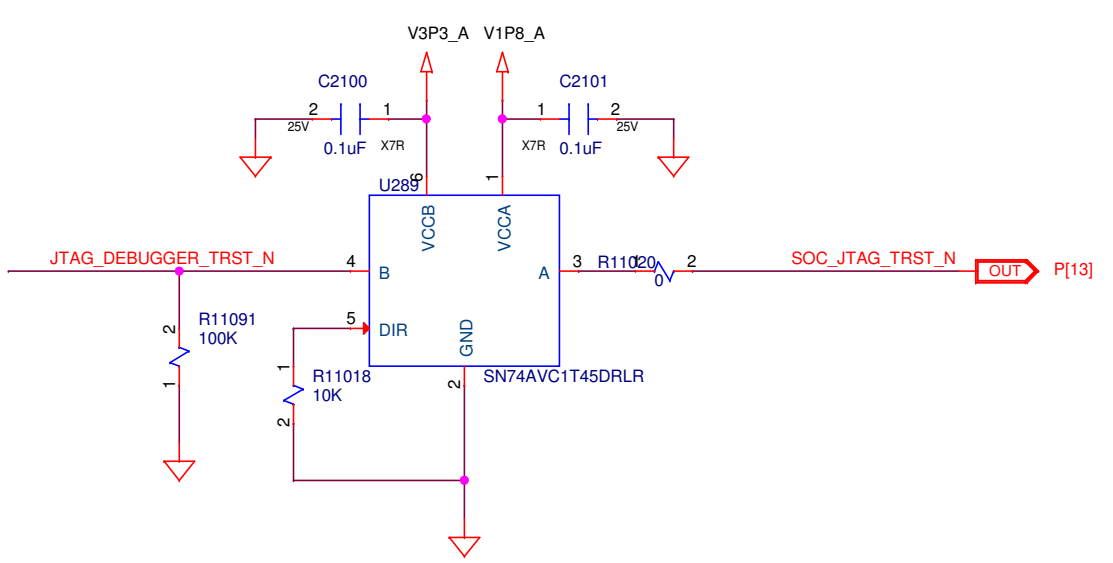 V3P3_A V1P8_A
C2100 C2101
2 1 1 2
25V 25V
0.1uF X7R X7R 0.1uF
U289 6 1
VCCB VCCA
JTAG_DEBUGGER_TRST_N 4 B A 3 R11020 1 2 SOC_JTAG_TRST_N OUT P[13]
0
2 R11091
100K
1
5 DIR
GND
1 R11018
10K
2
2 SN74AVC1T45DRLR